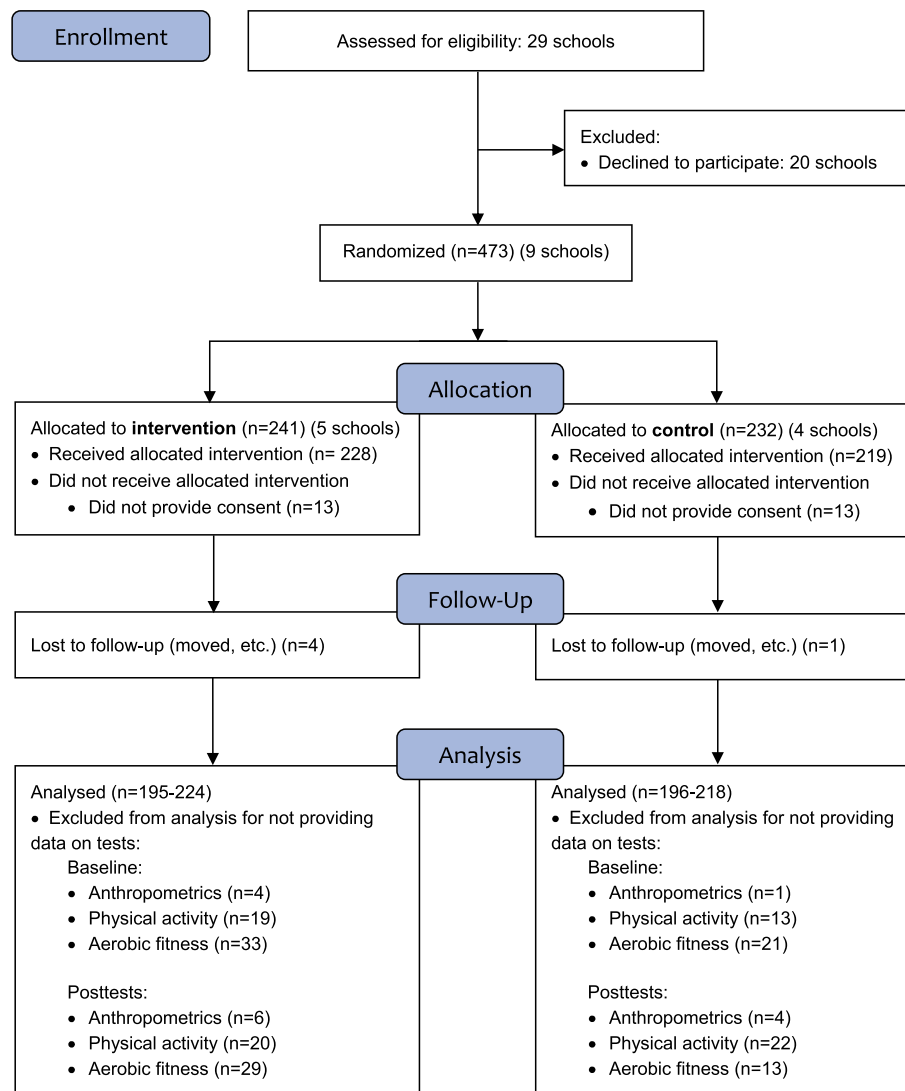 Enrollment
Assessed for eligibility: 29 schools
Excluded:
• Declined to participate: 20 schools
Randomized (n=473) (9 schools)
Allocation
Allocated to intervention (n=241) (5 schools)
• Received allocated intervention (n= 228)
• Did not receive allocated intervention
• Did not provide consent (n=13)
Allocated to control (n=232) (4 schools)
• Received allocated intervention (n=219)
• Did not receive allocated intervention
• Did not provide consent (n=13)
Follow-Up
Lost to follow-up (moved, etc.) (n=4)
Lost to follow-up (moved, etc.) (n=1)
Analysis
Analysed (n=195-224)
• Excluded from analysis for not providing
data on tests:
Baseline:
• Anthropometrics (n=4)
• Physical activity (n=19)
• Aerobic fitness (n=33)
Posttests:
• Anthropometrics (n=6)
• Physical activity (n=20)
• Aerobic fitness (n=29)
Analysed (n=196-218)
• Excluded from analysis for not providing
data on tests:
Baseline:
• Anthropometrics (n=1)
• Physical activity (n=13)
• Aerobic fitness (n=21)
Posttests:
• Anthropometrics (n=4)
• Physical activity (n=22)
• Aerobic fitness (n=13)